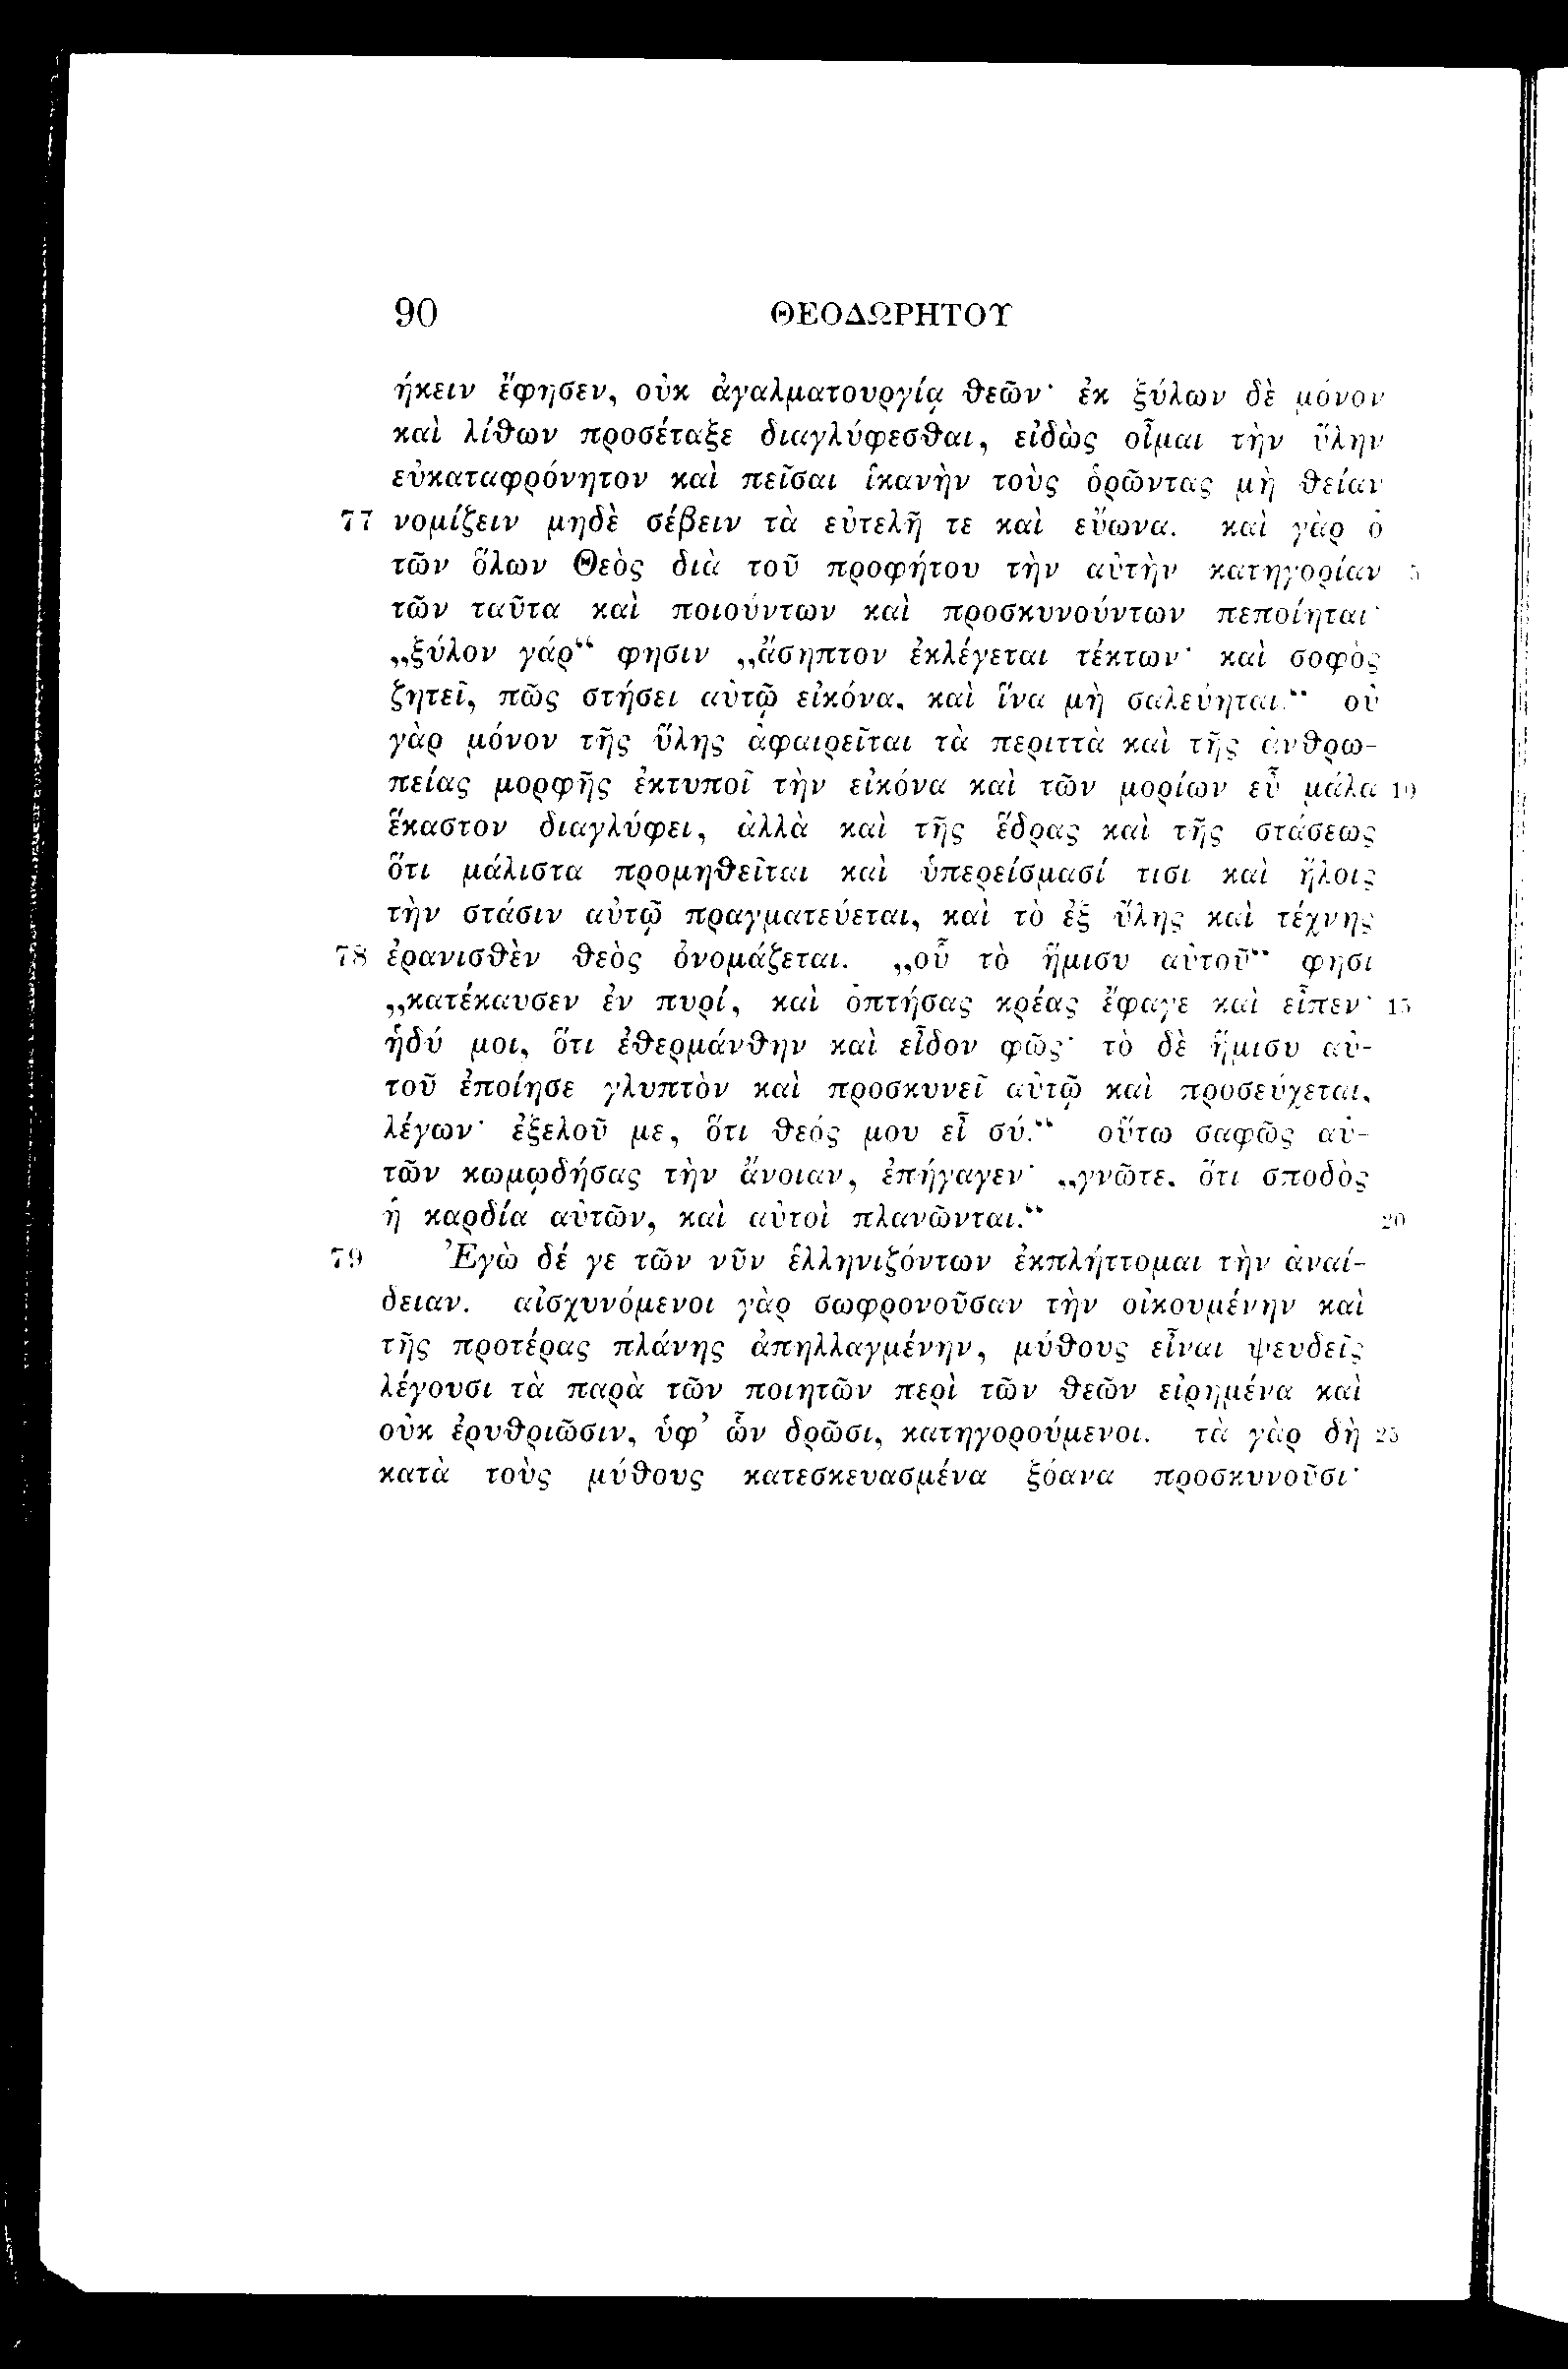 90 ΘΕΟΔΩΡΗΤΟΥ
ήκειν ἔφησεν, οὐκ ἀγαλματουργίᾳ θεῶν· ἐκ ξύλων δὲ μόνον
καὶ λίθων προσέταξε διαγλύφεσθαι, εἰδὼς οἶμαι τὴν ὕλην
εὐκαταφρόνητον καὶ πεῖσαι ἱκανὴν τοὺς ὁρῶντας μὴ θείαν
77 νομίζειν μηδὲ σέβειν τὰ εὐτελῆ τε καὶ εὔωνα. καὶ γὰρ ὁ
τῶν ὅλων Θεὸς διὰ τοῦ προφήτου τὴν αὐτὴν κατηγορίαν 5
τῶν ταῦτα καὶ ποιούντων καὶ προσκυνούντων πεποίηται·
„ξύλον γάρ“ φησιν „ἄσηπτον ἐκλέγεται τέκτων· καὶ σοφὸς
ζητεῖ, πῶς στήσει αὐτῷ εἰκόνα, καὶ ἵνα μὴ σαλεύηται.“ οὐ
γὰρ μόνον τῆς ὕλης ἀφαιρεῖται τὰ περιττὰ καὶ τῆς ἀνθρω-
πείας μορφῆς ἐκτυποῖ τὴν εἰκόνα καὶ τῶν μορίων εὖ μάλα 10
ἕκαστον διαγλύφει, ἀλλὰ καὶ τῆς ἕδρας καὶ τῆς στάσεως
ὅτι μάλιστα προμηθεῖται καὶ ὑπερείσμασί τισι καὶ ἥλοις
τὴν στάσιν αὐτῷ πραγματεύεται, καὶ τὸ ἐξ ὕλης καὶ τέχνης
78 ἐρανισθὲν θεὸς ὀνομάζεται. „οὗ τὸ ἥμισυ αὐτοῦ“ φησι
„κατέκαυσεν ἐν πυρί, καὶ ὀπτήσας κρέας ἔφαγε καὶ εἶπεν· 15
ἡδύ μοι, ὅτι ἐθερμάνθην καὶ εἶδον φῶς· τὸ δὲ ἥμισυ αὐ-
τοῦ ἐποίησε γλυπτὸν καὶ προσκυνεῖ αὐτῷ καὶ προσεύχεται,
λέγων· ἐξελοῦ με, ὅτι θεός μου εἶ σύ.“ οὕτω σαφῶς αὐ-
τῶν κωμῳδήσας τὴν ἄνοιαν, ἐπήγαγεν· „γνῶτε, ὅτι σποδὸς
ἡ καρδία αὐτῶν, καὶ αὐτοὶ πλανῶνται.“ 20
79 Ἐγὼ δέ γε τῶν νῦν ἑλληνιζόντων ἐκπλήττομαι τὴν ἀναί-
δειαν. αἰσχυνόμενοι γὰρ σωφρονοῦσαν τὴν οἰκουμένην καὶ
τῆς προτέρας πλάνης ἀπηλλαγμένην, μύθους εἶναι ψευδεῖς
λέγουσι τὰ παρὰ τῶν ποιητῶν περὶ τῶν θεῶν εἰρημένα καὶ
οὐκ ἐρυθριῶσιν, ὑφ’ ὧν δρῶσι, κατηγορούμενοι. τὰ γὰρ δὴ 25
κατὰ τοὺς μύθους κατεσκευασμένα ξόανα προσκυνοῦσι·